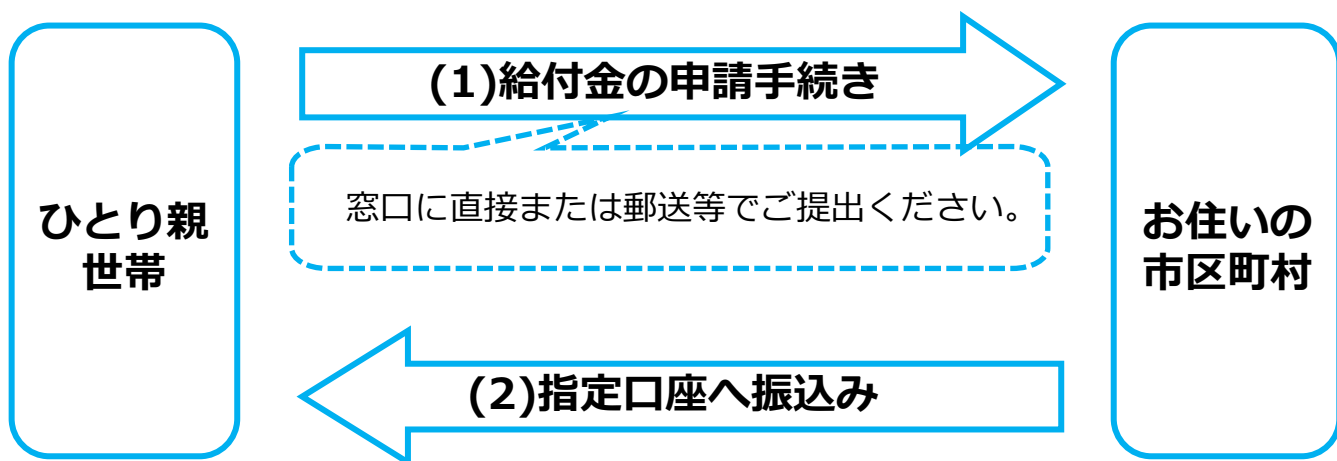 (1)給付金の申請手続き
窓口に直接または郵送等でご提出ください。
ひとり親
世帯
お住いの
市区町村
(2)指定口座へ振込み